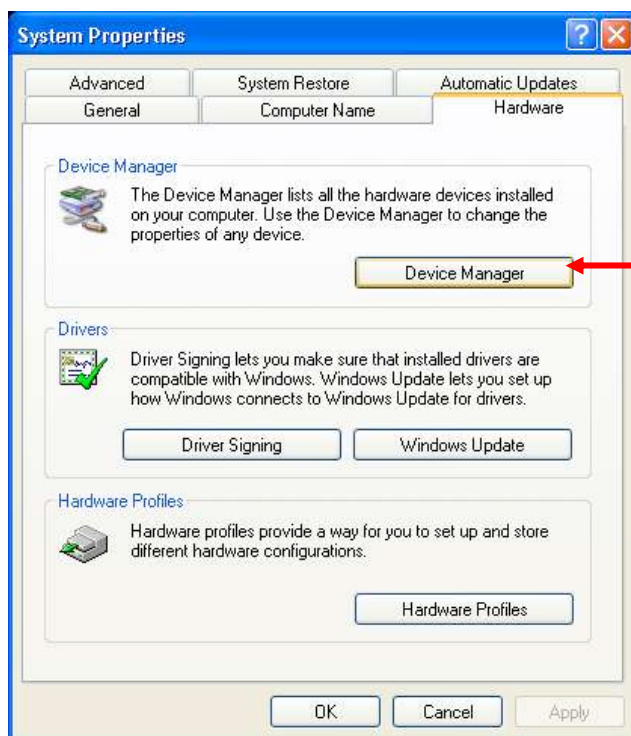 System Properties
Advanced System Restore Automatic Updates
General Computer Name Hardware
Device Manager
The Device Manager lists all the hardware devices installed
on your computer. Use the Device Manager to change the
properties of any device.
Device Manager
Drivers
Driver Signing lets you make sure that installed drivers are
compatible with Windows. Windows Update lets you set up
how Windows connects to Windows Update for drivers.
Driver Signing Windows Update
Hardware Profiles
Hardware profiles provide a way for you to set up and store
different hardware configurations.
Hardware Profiles
OK Cancel Apply